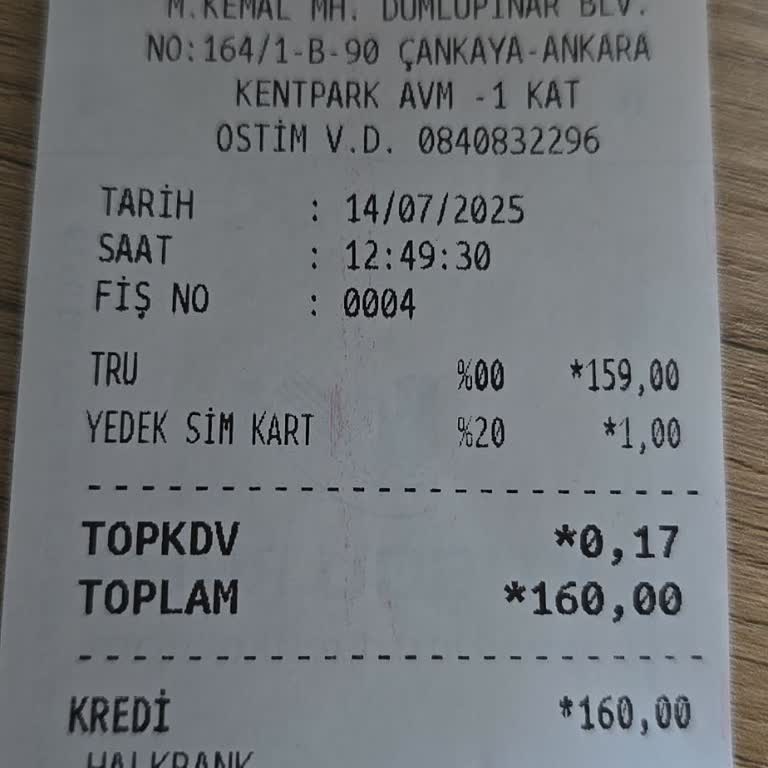 M.KEMAL MH. DUMLUPINAR BLV.
NO:164/1-B-90 ÇANKAYA-ANKARA
KENTPARK AVM -1 KAT
OSTİM V.D. 0840832296
TARİH : 14/07/2025
SAAT : 12:49:30
FİŞ NO : 0004
TRU %00 *159,00
YEDEK SİM KART %20 *1,00
TOPKDV *0,17
TOPLAM *160,00
KREDİ *160,00
HALKBANK